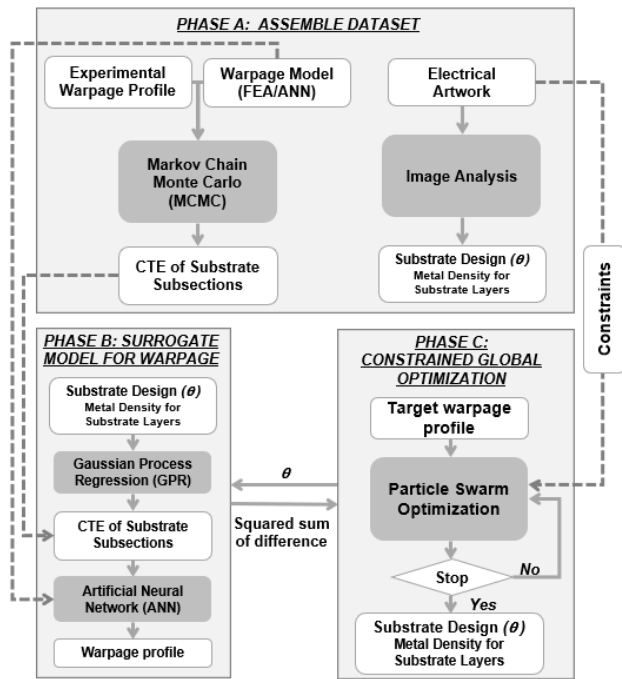 PHASE A: ASSEMBLE DATASET
Experimental
Warpage Profile
Warpage Model
(FEA/ANN)
Electrical
Artwork
Markov Chain
Monte Carlo
(MCMC)
Image Analysis
CTE of Substrate
Subsections
Substrate Design (θ)
Metal Density for
Substrate Layers
Constraints
PHASE B: SURROGATE
MODEL FOR WARPAGE
Substrate Design (θ)
Metal Density for
Substrate Layers
Gaussian Process
Regression (GPR)
CTE of Substrate
Subsections
Artificial Neural
Network (ANN)
Warpage profile
θ
Squared sum
of difference
PHASE C:
CONSTRAINED GLOBAL
OPTIMIZATION
Target warpage
profile
Particle Swarm
Optimization
Stop
No
Yes
Substrate Design (θ)
Metal Density for
Substrate Layers